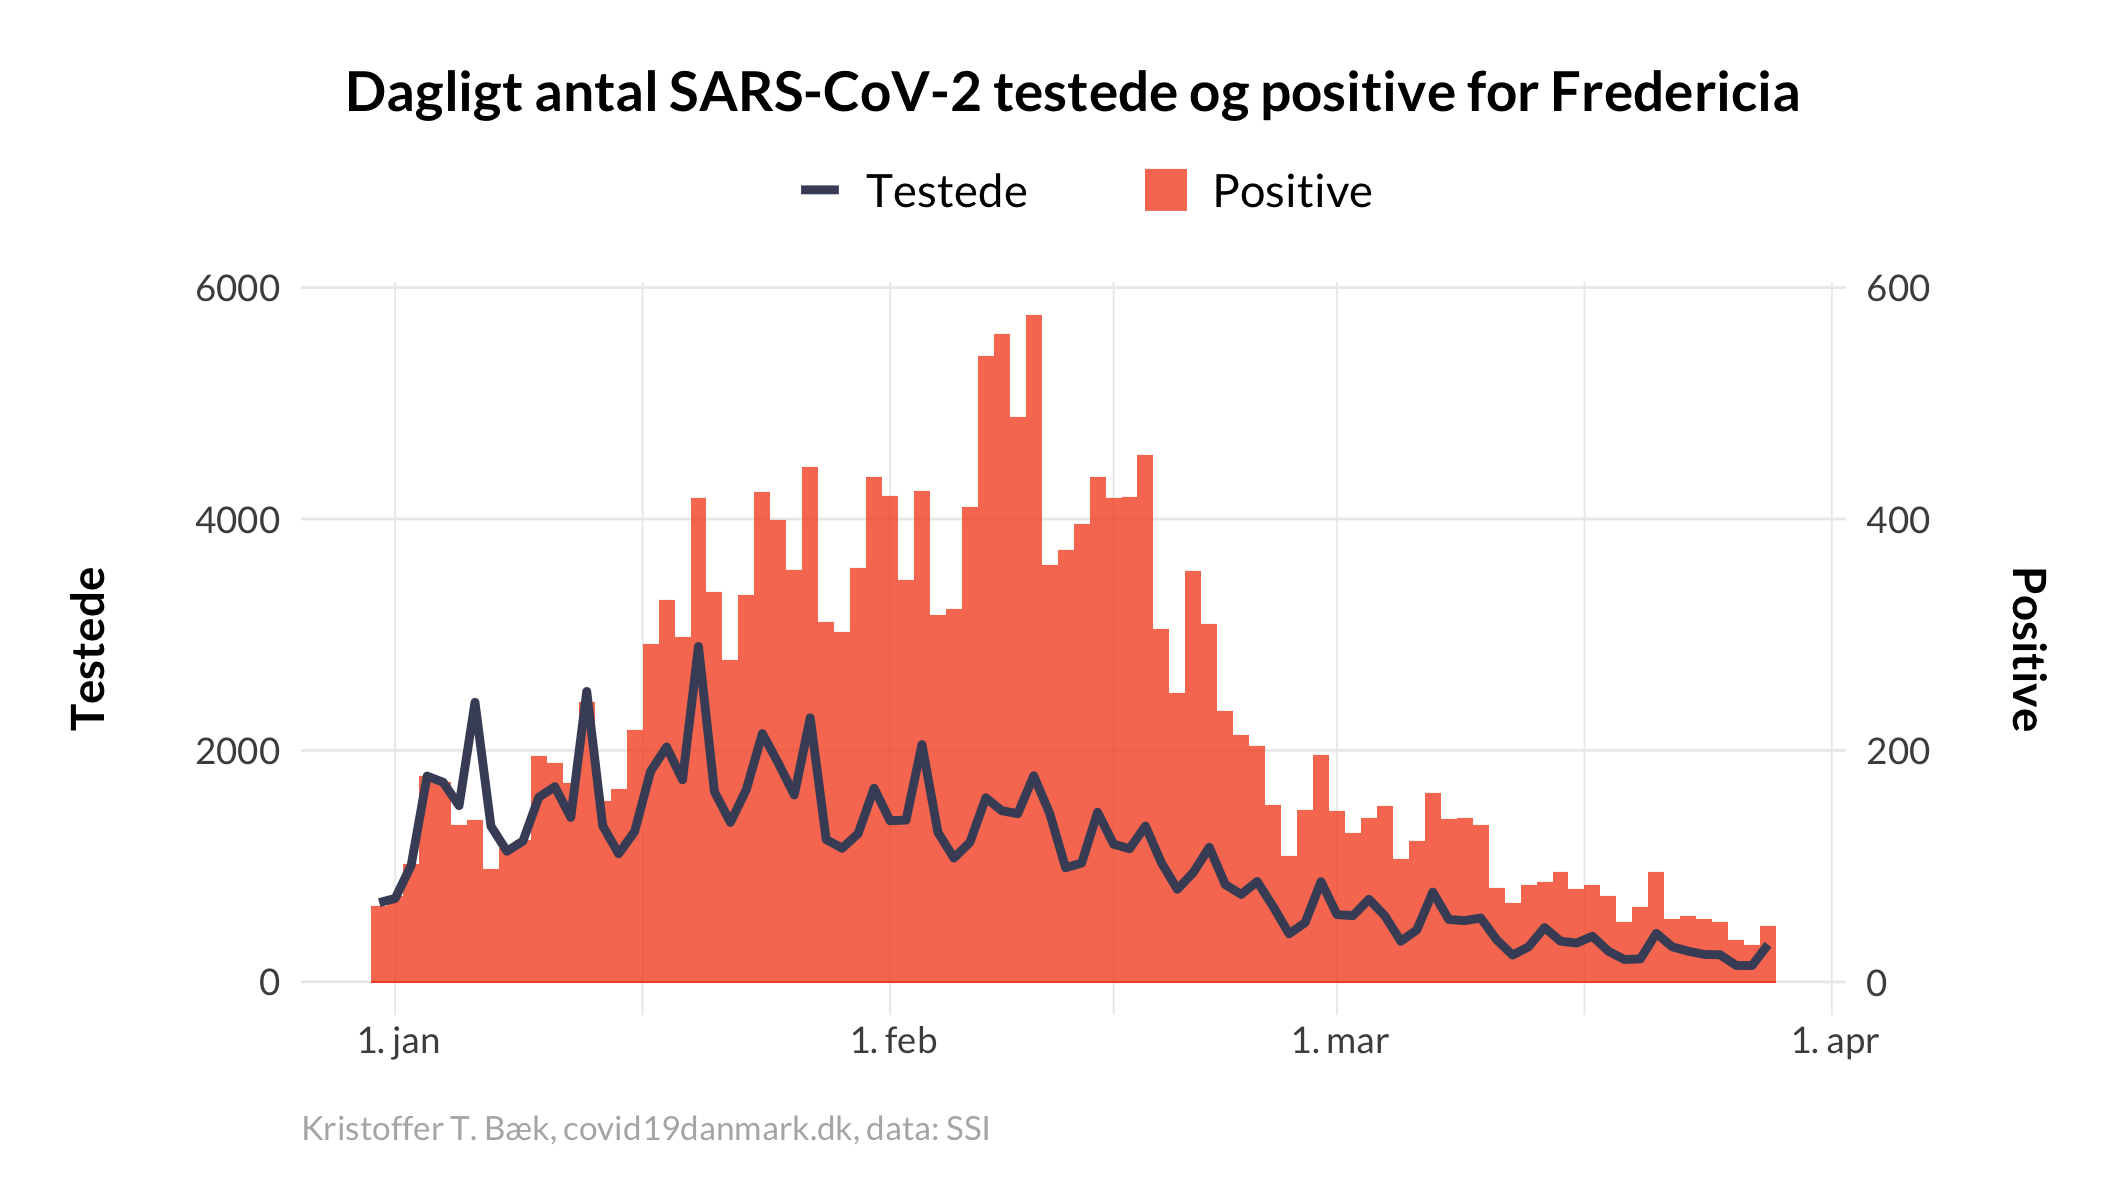 Dagligt antal SARS-CoV-2 testede og positive for Fredericia
Testede Positive
6000 600
4000 400
2000 200
0 0
Testede
Positive
1. jan 1. feb 1. mar 1. apr
Kristoffer T. Bæk, covid19danmark.dk, data: SSI